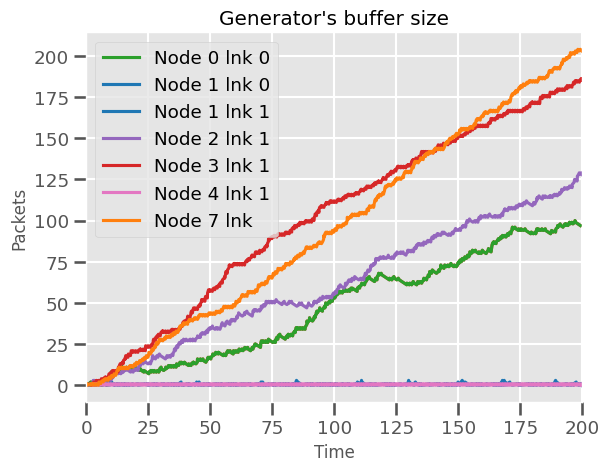 Generator's buffer size
Node 0 lnk 0
Node 1 lnk 0
Node 1 lnk 1
Node 2 lnk 1
Node 3 lnk 1
Node 4 lnk 1
Node 7 lnk
Packets
200
175
150
125
100
75
50
25
0
0 25 50 75 100 125 150 175 200
Time